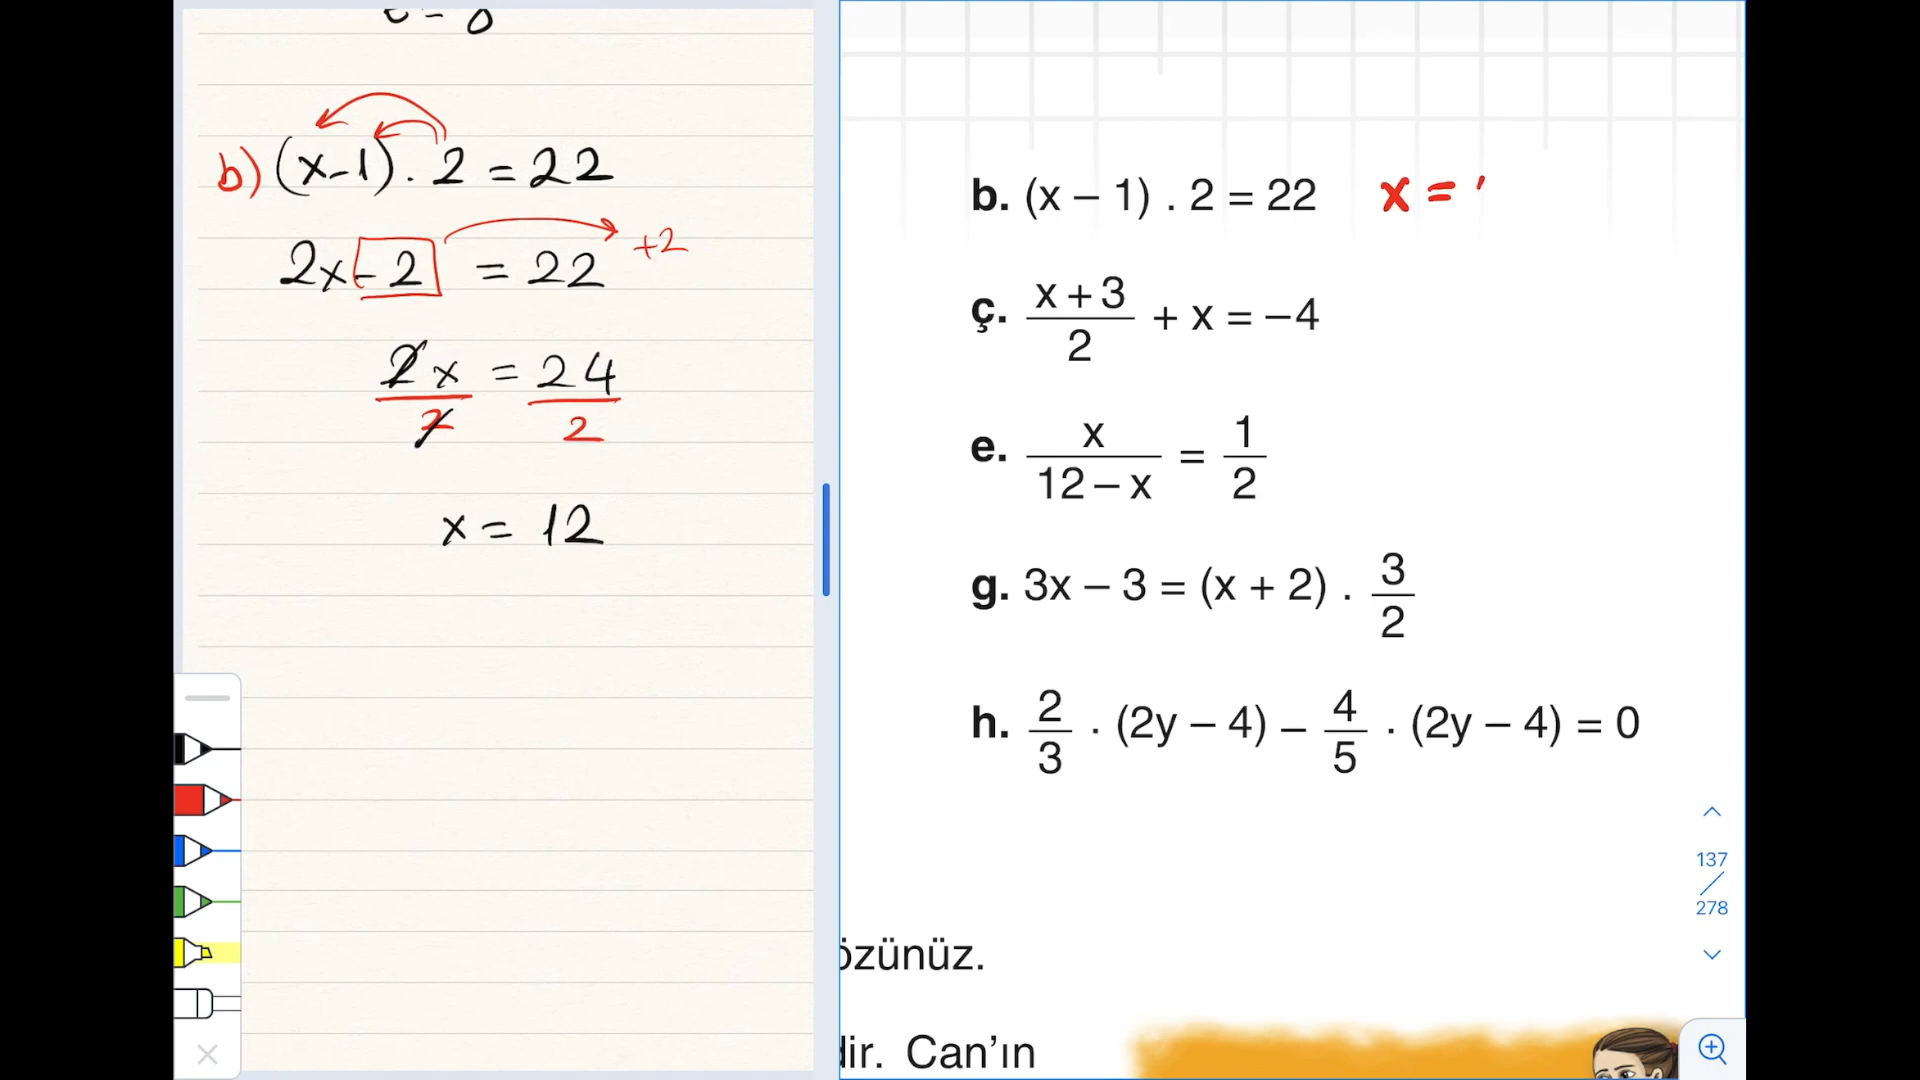 b) (x-1) . 2 = 22
2x - 2 = 22 +2
2x/2 = 24/2
x = 12
b. (x – 1) . 2 = 22 x =
ç. (x + 3)/2 + x = –4
e. x/(12 – x) = 1/2
g. 3x – 3 = (x + 2) . 3/2
h. 2/3 · (2y – 4) – 4/5 · (2y – 4) = 0
137
278
özünüz.
dir. Can’ın